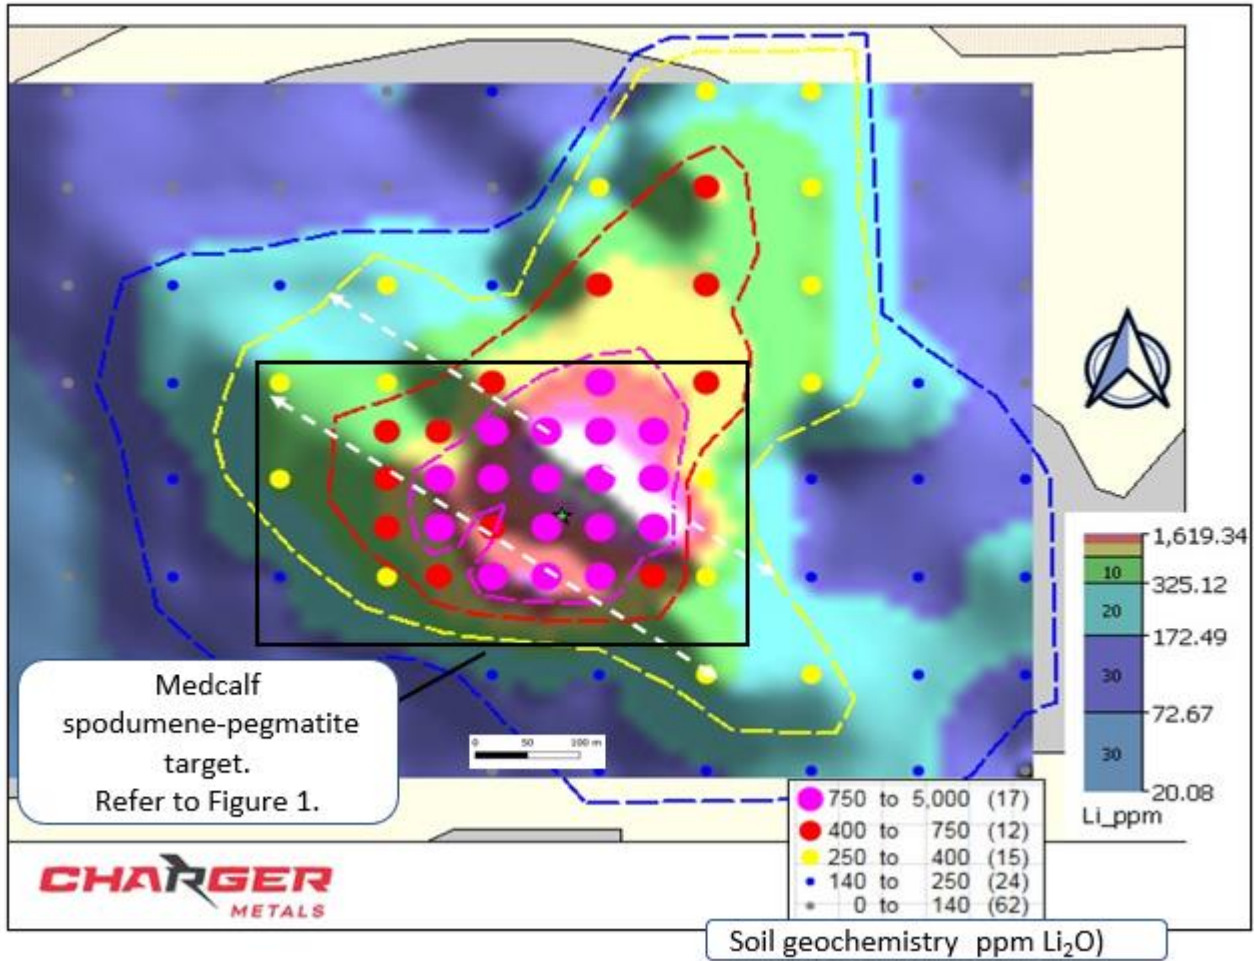 1,619.34
10
325.12
20
172.49
30
72.67
30
20.08
Li_ppm
Medcalf
spodumene-pegmatite
target.
Refer to Figure 1.
0 50 100 m
750 to 5,000 (17)
400 to 750 (12)
250 to 400 (15)
140 to 250 (24)
0 to 140 (62)
CHARGER
METALS
Soil geochemistry ppm Li₂O)